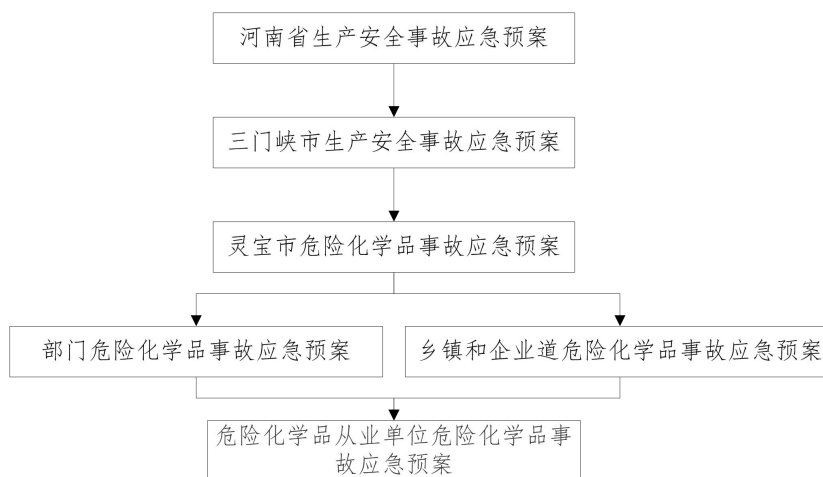 河南省生产安全事故应急预案
三门峡市生产安全事故应急预案
灵宝市危险化学品事故应急预案
部门危险化学品事故应急预案
乡镇和企业道危险化学品事故应急预案
危险化学品从业单位危险化学品事
故应急预案